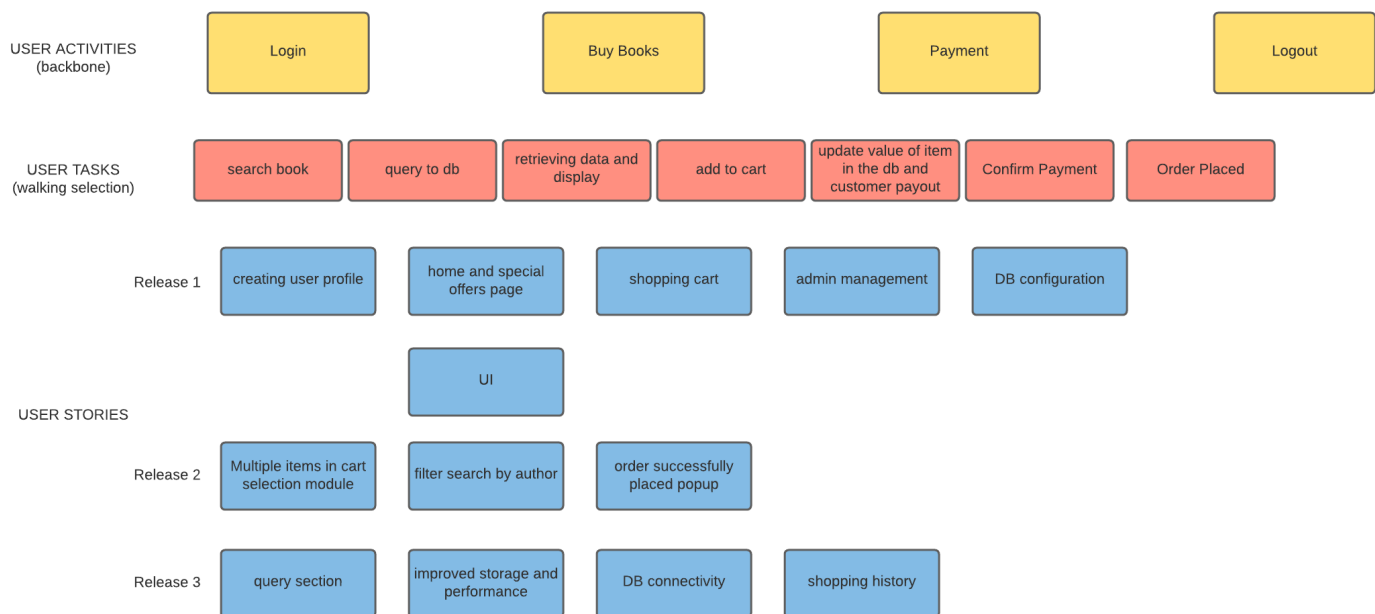 USER ACTIVITIES
(backbone)
Login
Buy Books
Payment
Logout
USER TASKS
(walking selection)
search book
query to db
retrieving data and
display
add to cart
update value of item
in the db and
customer payout
Confirm Payment
Order Placed
Release 1
creating user profile
home and special
offers page
shopping cart
admin management
DB configuration
UI
USER STORIES
Release 2
Multiple items in cart
selection module
filter search by author
order successfully
placed popup
Release 3
query section
improved storage and
performance
DB connectivity
shopping history